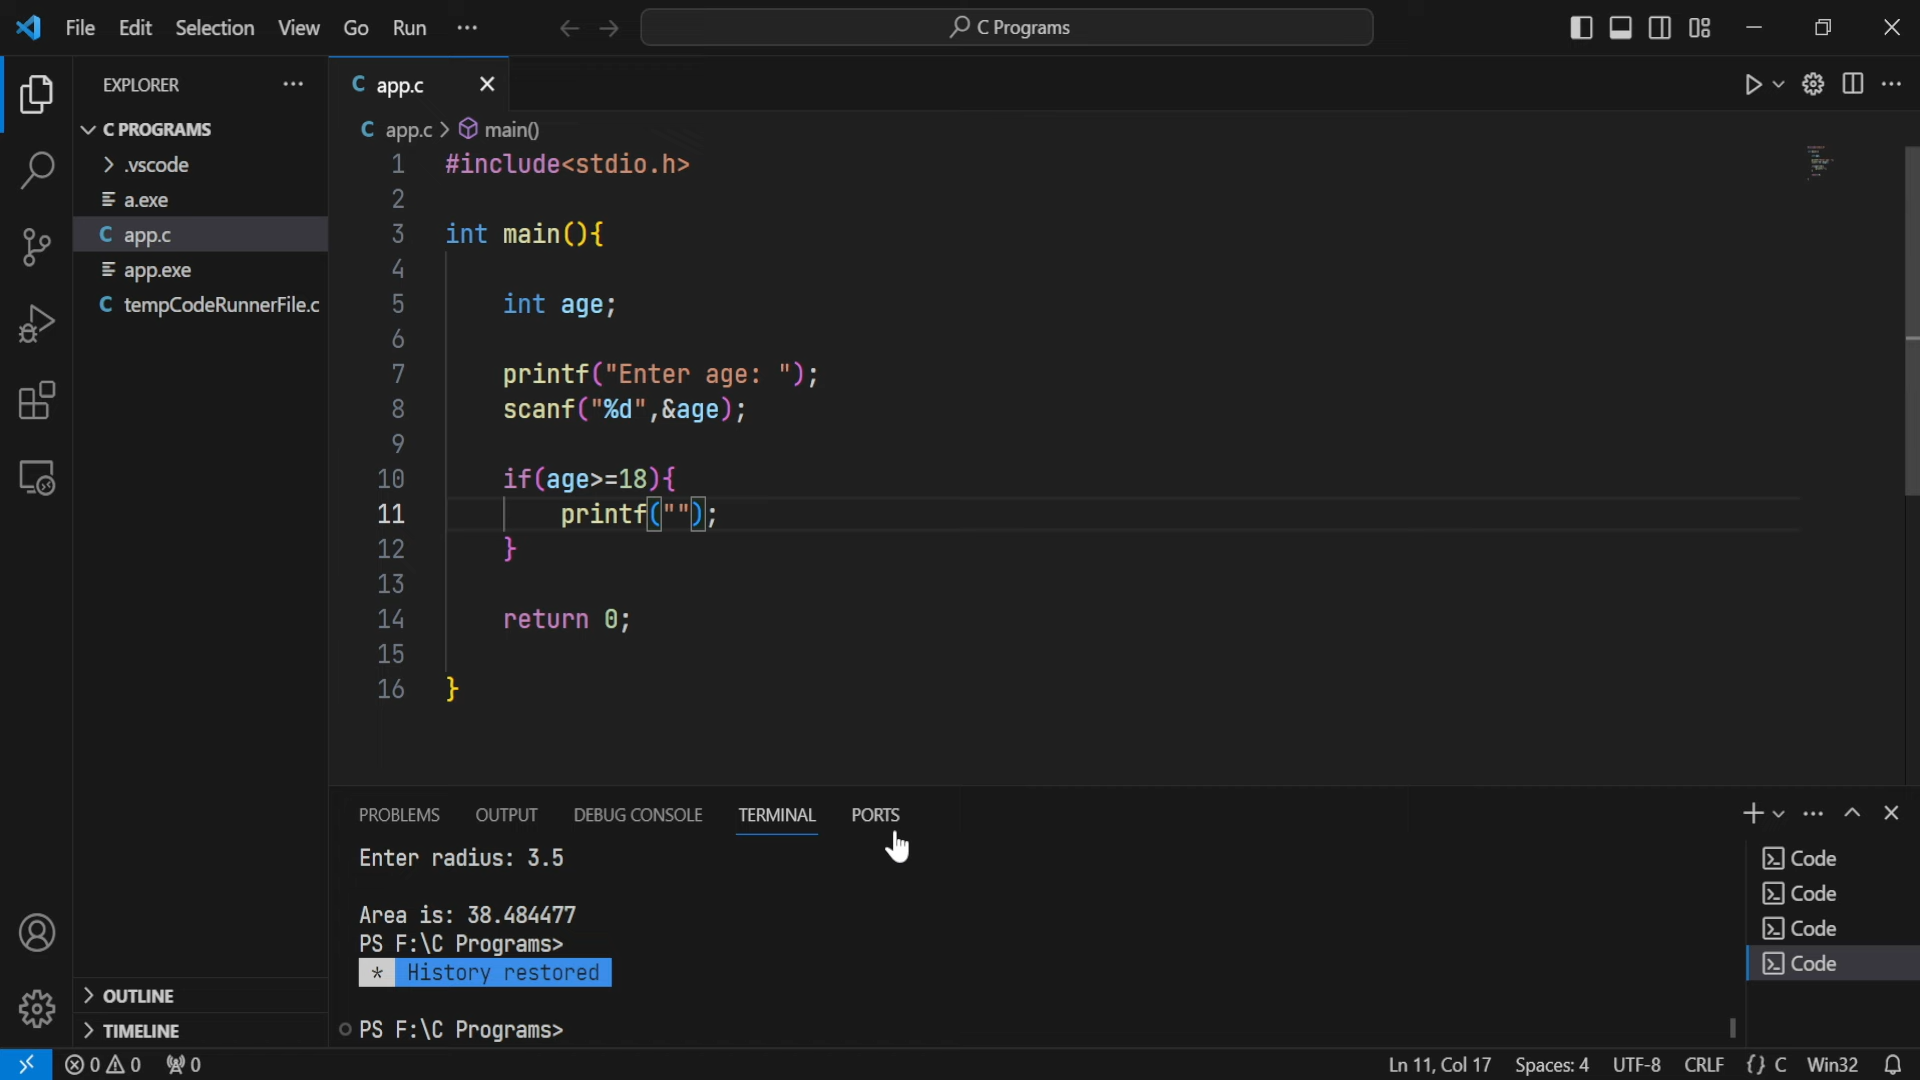 File Edit Selection View Go Run ···
C Programs
EXPLORER ···
C PROGRAMS
.vscode
a.exe
C app.c
app.exe
C tempCodeRunnerFile.c
OUTLINE
TIMELINE
C app.c
C app.c > main()
1 #include<stdio.h>
2
3 int main(){
4
5 int age;
6
7 printf("Enter age: ");
8 scanf("%d",&age);
9
10 if(age>=18){
11 printf("");
12 }
13
14 return 0;
15
16 }
PROBLEMS OUTPUT DEBUG CONSOLE TERMINAL PORTS
Enter radius: 3.5
Area is: 38.484477
PS F:\C Programs>
* History restored
PS F:\C Programs>
Code
Code
Code
Code
0 0 0 Ln 11, Col 17 Spaces: 4 UTF-8 CRLF {} C Win32